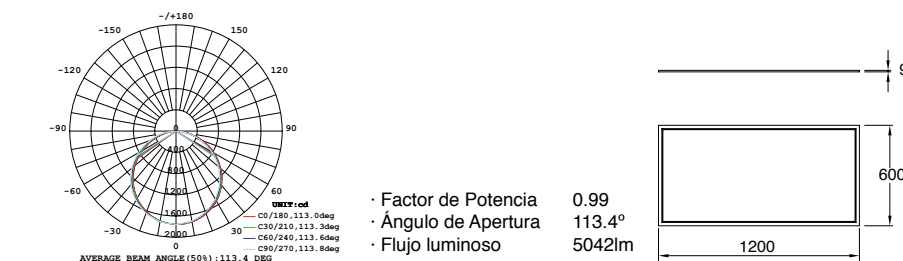 -/+180
-150
150
-120
120
-90
90
0
400
800
1200
1600
2000
-60
60
-30
30
0
UNIT:cd
C0/180,113.0deg
C30/210,113.3deg
C60/240,113.6deg
C90/270,113.8deg
AVERAGE BEAM ANGLE(50%):113.4 DEG
· Factor de Potencia 0.99
· Ángulo de Apertura 113.4º
· Flujo luminoso 5042lm
9
600
1200